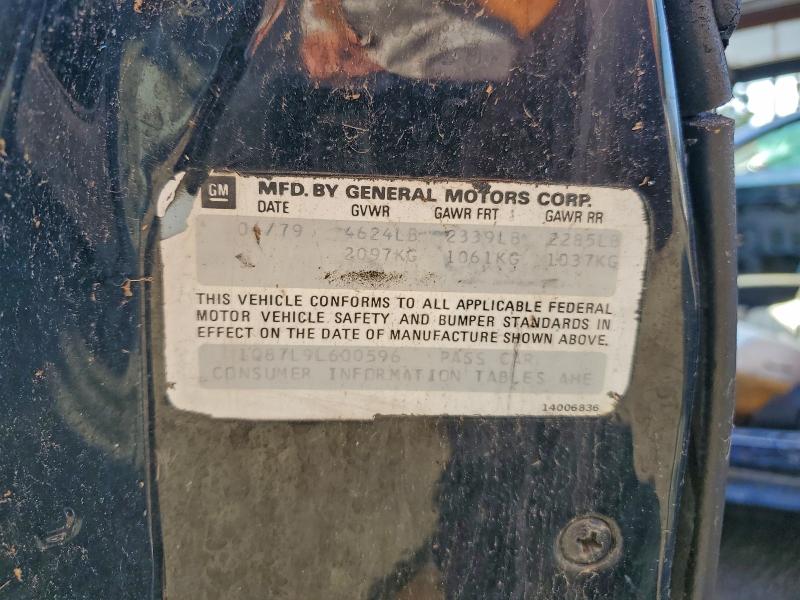 GM MFD. BY GENERAL MOTORS CORP.
DATE GVWR GAWR FRT GAWR RR
/79 4624LB 2339LB 2285LB
2097KG 1061KG 1037KG
THIS VEHICLE CONFORMS TO ALL APPLICABLE FEDERAL
MOTOR VEHICLE SAFETY AND BUMPER STANDARDS IN
EFFECT ON THE DATE OF MANUFACTURE SHOWN ABOVE.
1Q87L9L600596 PASS CAR
CONSUMER INFORMATION TABLES AHE
14006836